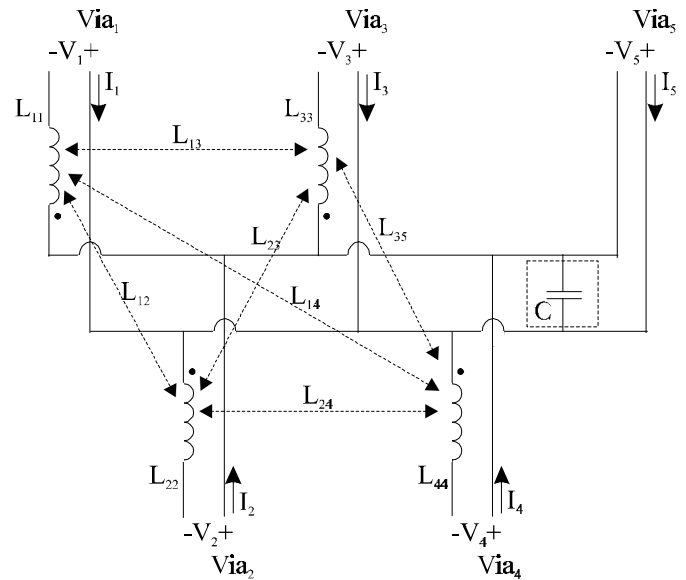 Via₁ Via₃ Via₅
-V₁+ -V₃+ -V₅+
I₁ I₃ I₅
L₁₁ L₃₃
L₁₃
L₂₃ L₃₅
L₁₂ L₁₄ C
L₂₄
L₂₂ L₄₄
I₂ I₄
-V₂+ -V₄+
Via₂ Via₄